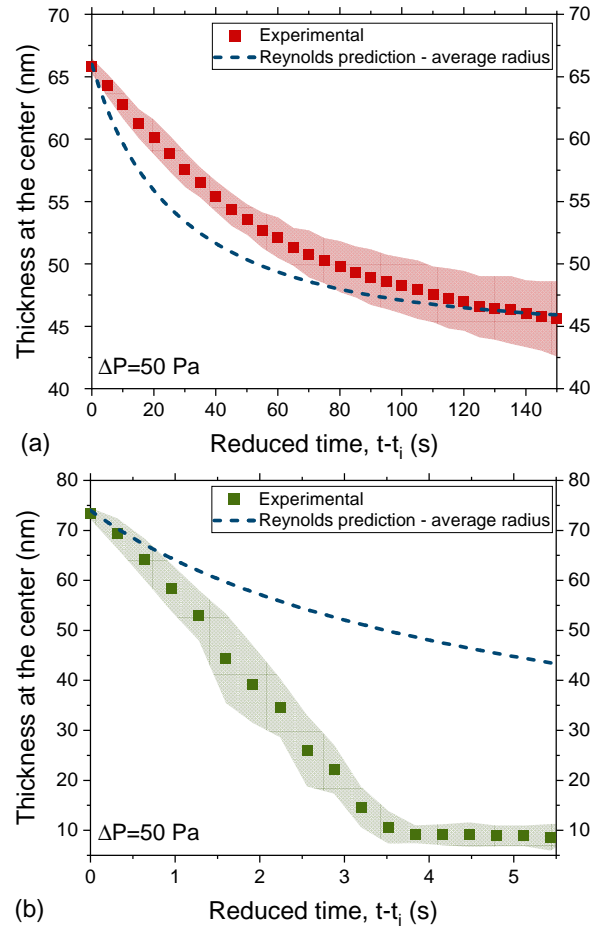 70
65
60
55
50
45
40
70
65
60
55
50
45
40
Experimental
Reynolds prediction - average radius
Thickness at the center (nm)
ΔP=50 Pa
0 20 40 60 80 100 120 140
(a)
Reduced time, t-tᵢ (s)
80
70
60
50
40
30
20
10
80
70
60
50
40
30
20
10
Experimental
Reynolds prediction - average radius
Thickness at the center (nm)
ΔP=50 Pa
0 1 2 3 4 5
(b)
Reduced time, t-tᵢ (s)